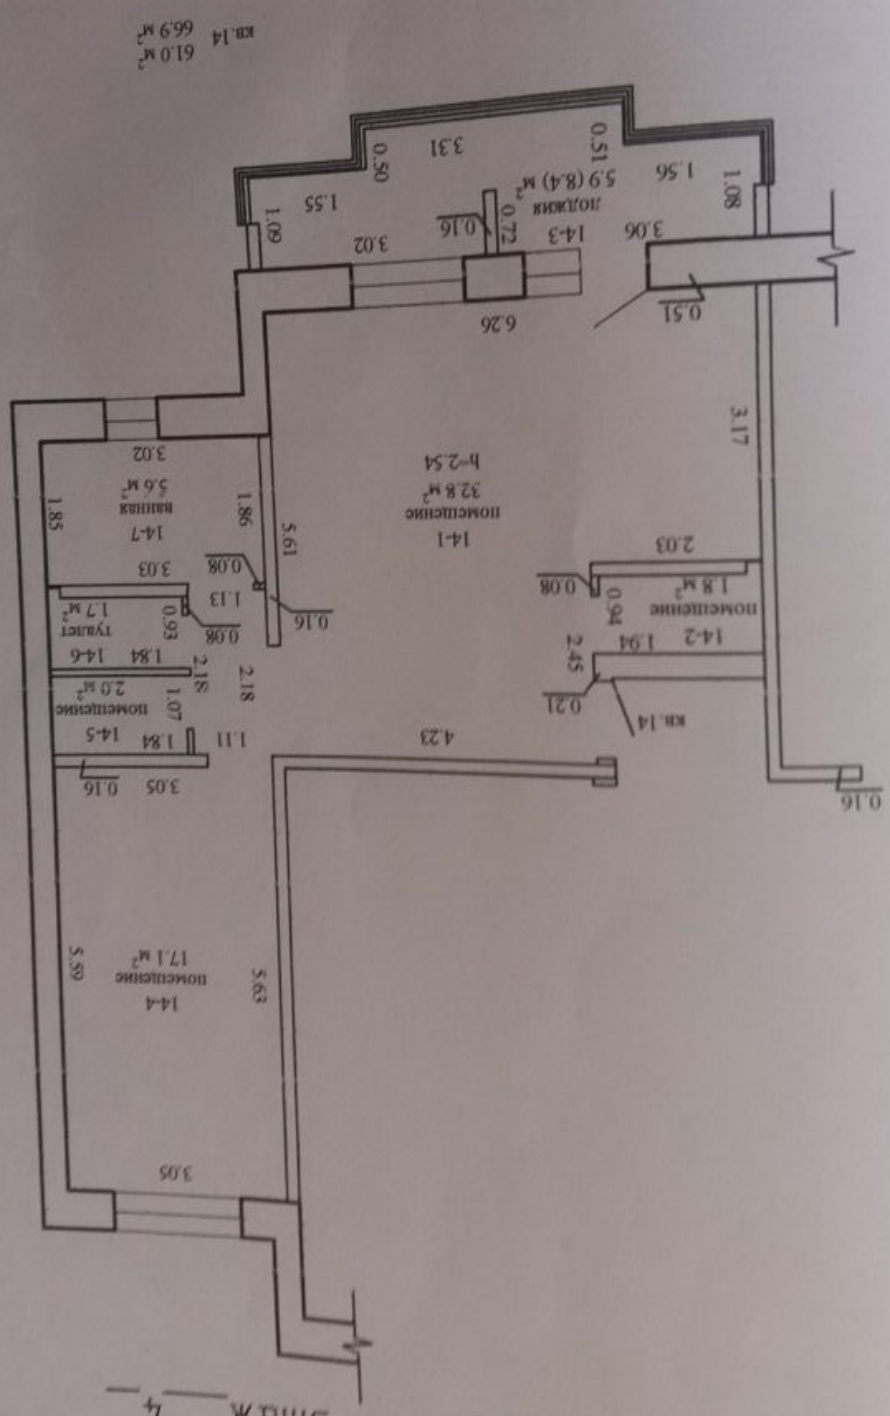 Этаж 4
3.05
5.63
14-4
помещение
17.1 м²
5.59
0.16
3.05
0.16
4.23
1.11
1.84
14-5
помещение
2.0 м²
1.07
кв.14
0.21
2.45
2.18
2.18
14-2
помещение
1.8 м²
1.94
0.94
1.84
14-6
туалет
1.7 м²
0.93
0.08
0.16
1.13
0.08
0.08
3.03
2.03
14-1
помещение
32.8 м²
h=2.54
5.61
14-7
ванная
5.6 м²
1.86
1.85
3.02
3.17
0.51
6.26
3.06
14-3
лоджия
5.9 (8.4) м²
0.72
0.16
3.02
1.09
1.08
1.56
1.55
0.51
3.31
0.50
61.0 м²
кв.14 66.9 м²